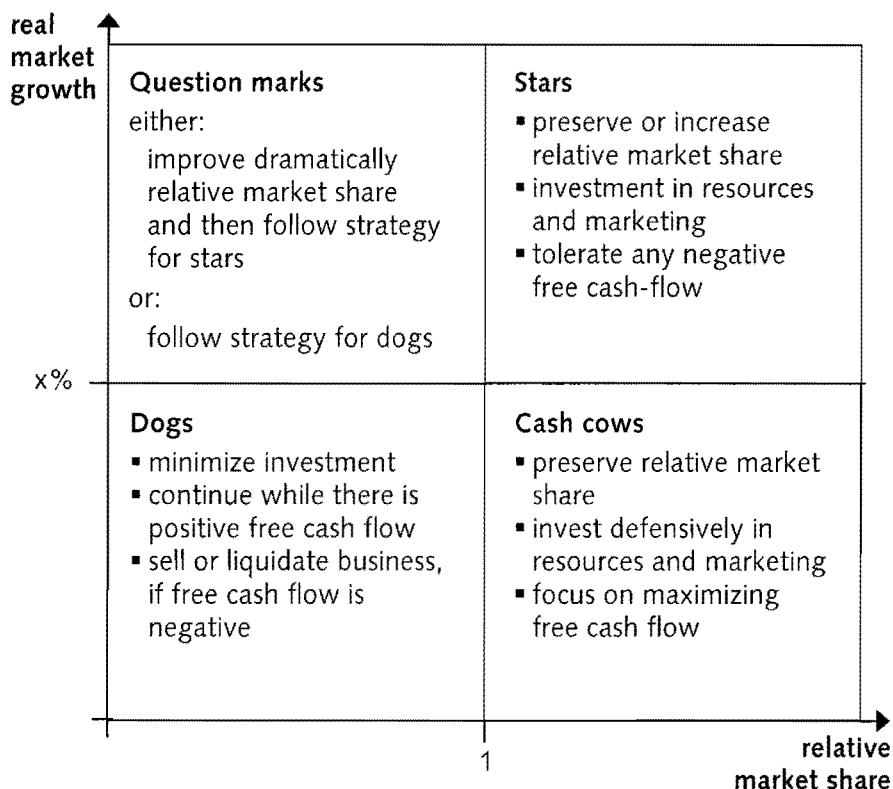 real
market
growth
Question marks
either:
improve dramatically
relative market share
and then follow strategy
for stars
or:
follow strategy for dogs
Stars
▪ preserve or increase
relative market share
▪ investment in resources
and marketing
▪ tolerate any negative
free cash-flow
x%
Dogs
▪ minimize investment
▪ continue while there is
positive free cash flow
▪ sell or liquidate business,
if free cash flow is
negative
Cash cows
▪ preserve relative market
share
▪ invest defensively in
resources and marketing
▪ focus on maximizing
free cash flow
1
relative
market share